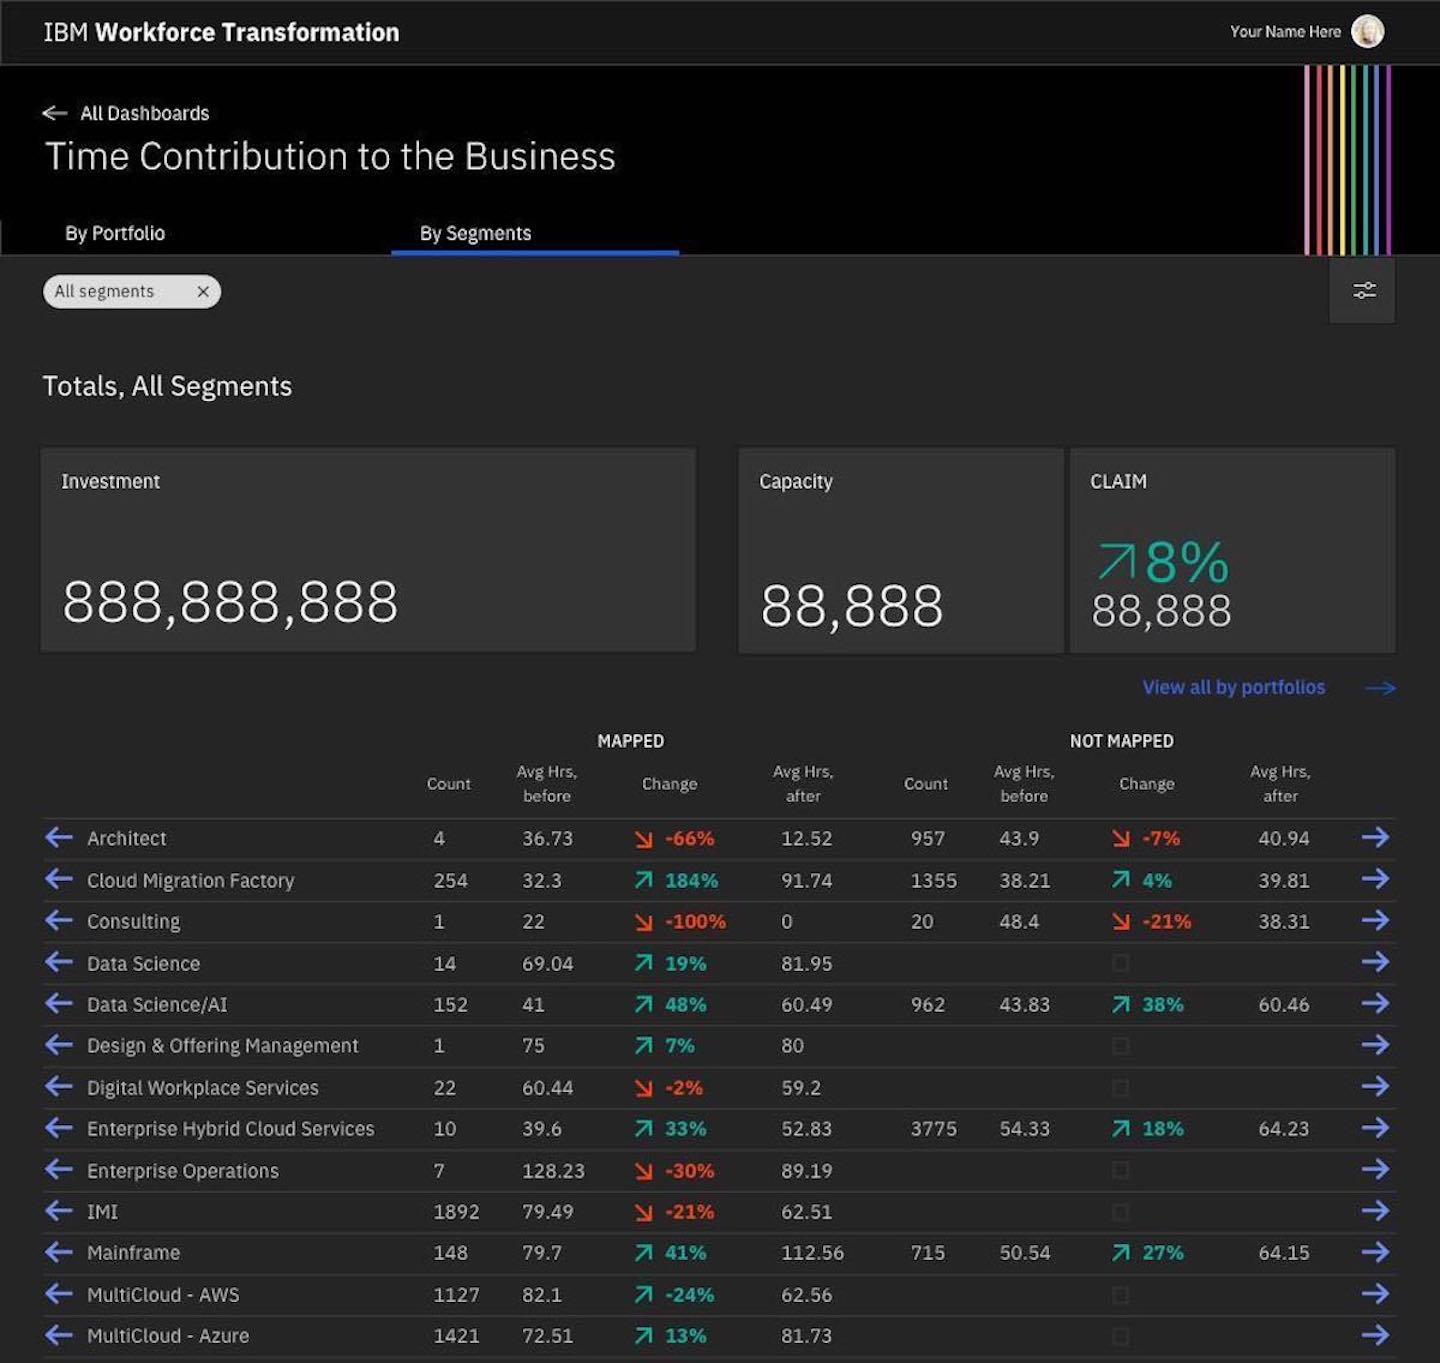 IBM Workforce Transformation
Your Name Here
All Dashboards
Time Contribution to the Business
By Portfolio By Segments
All segments ×
Totals, All Segments
Investment
888,888,888
Capacity
88,888
CLAIM
8%
88,888
View all by portfolios
MAPPED NOT MAPPED
Count Avg Hrs, before Change Avg Hrs, after Count Avg Hrs, before Change Avg Hrs, after
Architect 4 36.73 -66% 12.52 957 43.9 -7% 40.94
Cloud Migration Factory 254 32.3 184% 91.74 1355 38.21 4% 39.81
Consulting 1 22 -100% 0 20 48.4 -21% 38.31
Data Science 14 69.04 19% 81.95
Data Science/AI 152 41 48% 60.49 962 43.83 38% 60.46
Design & Offering Management 1 75 7% 80
Digital Workplace Services 22 60.44 -2% 59.2
Enterprise Hybrid Cloud Services 10 39.6 33% 52.83 3775 54.33 18% 64.23
Enterprise Operations 7 128.23 -30% 89.19
IMI 1892 79.49 -21% 62.51
Mainframe 148 79.7 41% 112.56 715 50.54 27% 64.15
MultiCloud - AWS 1127 82.1 -24% 62.56
MultiCloud - Azure 1421 72.51 13% 81.73